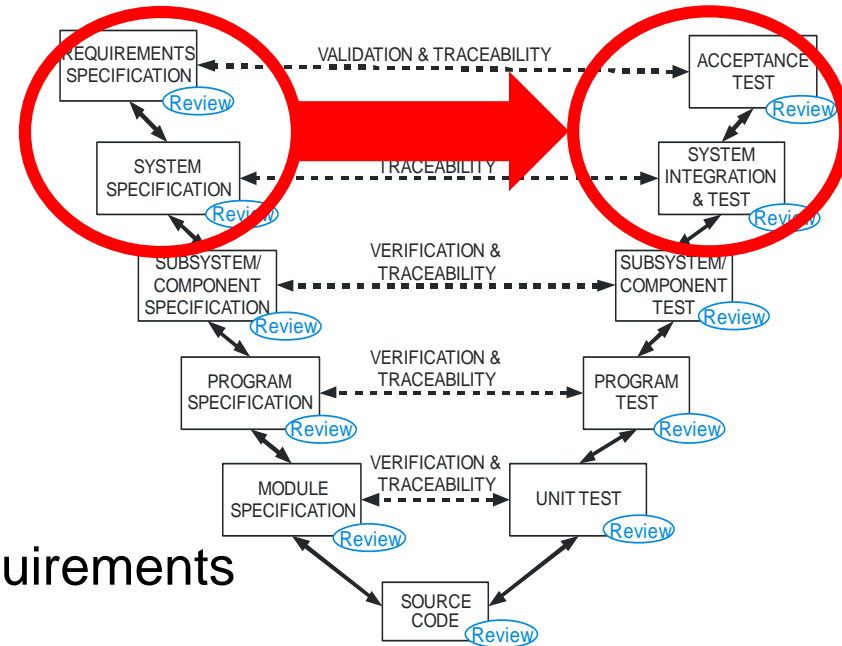 REQUIREMENTS
SPECIFICATION
Review
VALIDATION & TRACEABILITY
ACCEPTANCE
TEST
Review
SYSTEM
SPECIFICATION
Review
TRACEABILITY
SYSTEM
INTEGRATION
& TEST
Review
SUBSYSTEM/
COMPONENT
SPECIFICATION
Review
VERIFICATION &
TRACEABILITY
SUBSYSTEM/
COMPONENT
TEST
Review
PROGRAM
SPECIFICATION
Review
VERIFICATION &
TRACEABILITY
PROGRAM
TEST
Review
MODULE
SPECIFICATION
Review
VERIFICATION &
TRACEABILITY
UNIT TEST
Review
uirements
SOURCE
CODE
Review